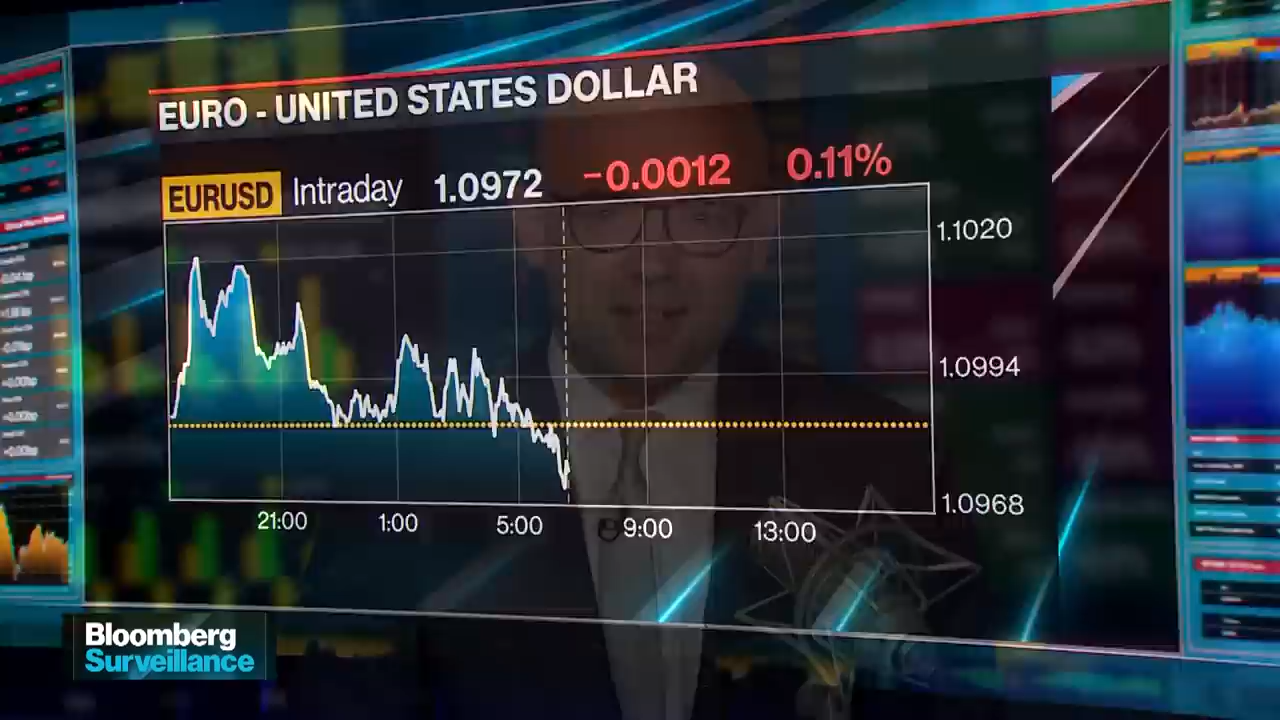 EURO - UNITED STATES DOLLAR
EURUSD Intraday 1.0972 -0.0012 0.11%
1.1020
1.0994
1.0968
21:00 1:00 5:00 9:00 13:00
Bloomberg
Surveillance